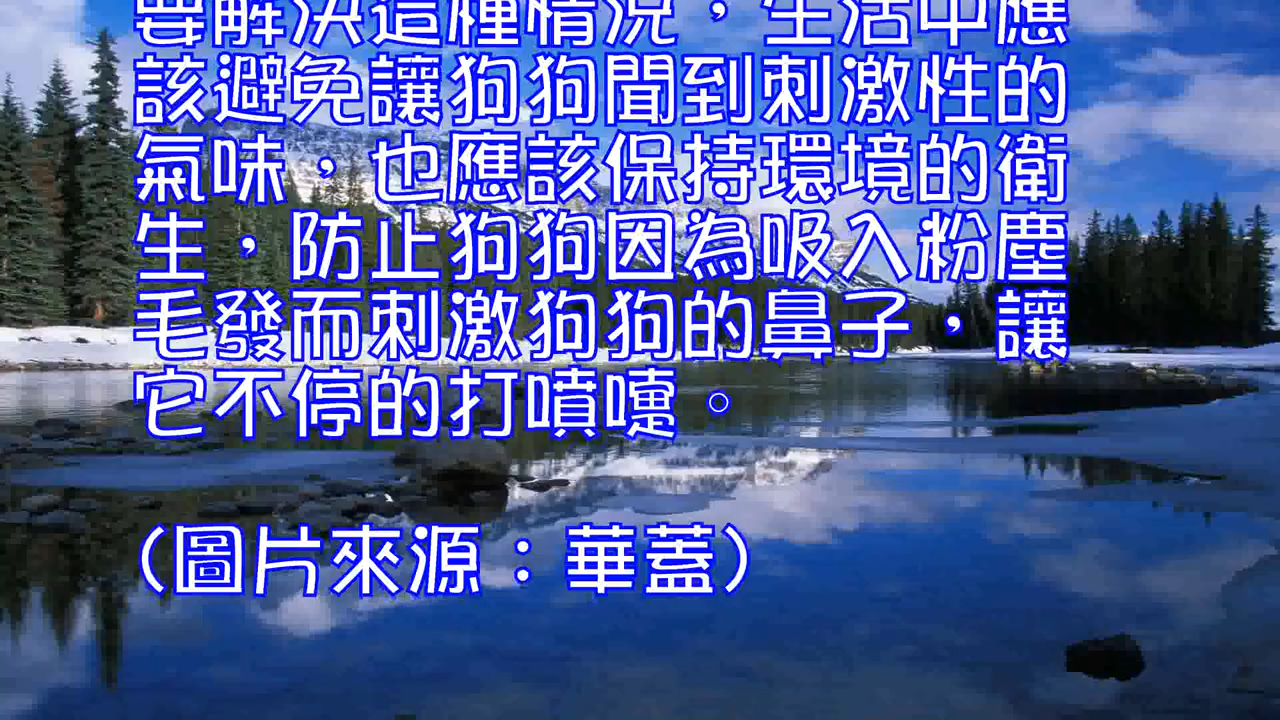 要解決這種情況，生活中應
該避免讓狗狗聞到刺激性的
氣味，也應該保持環境的衛
生，防止狗狗因為吸入粉塵
毛發而刺激狗狗的鼻子，讓
它不停的打噴嚏。
(圖片來源：華蓋)